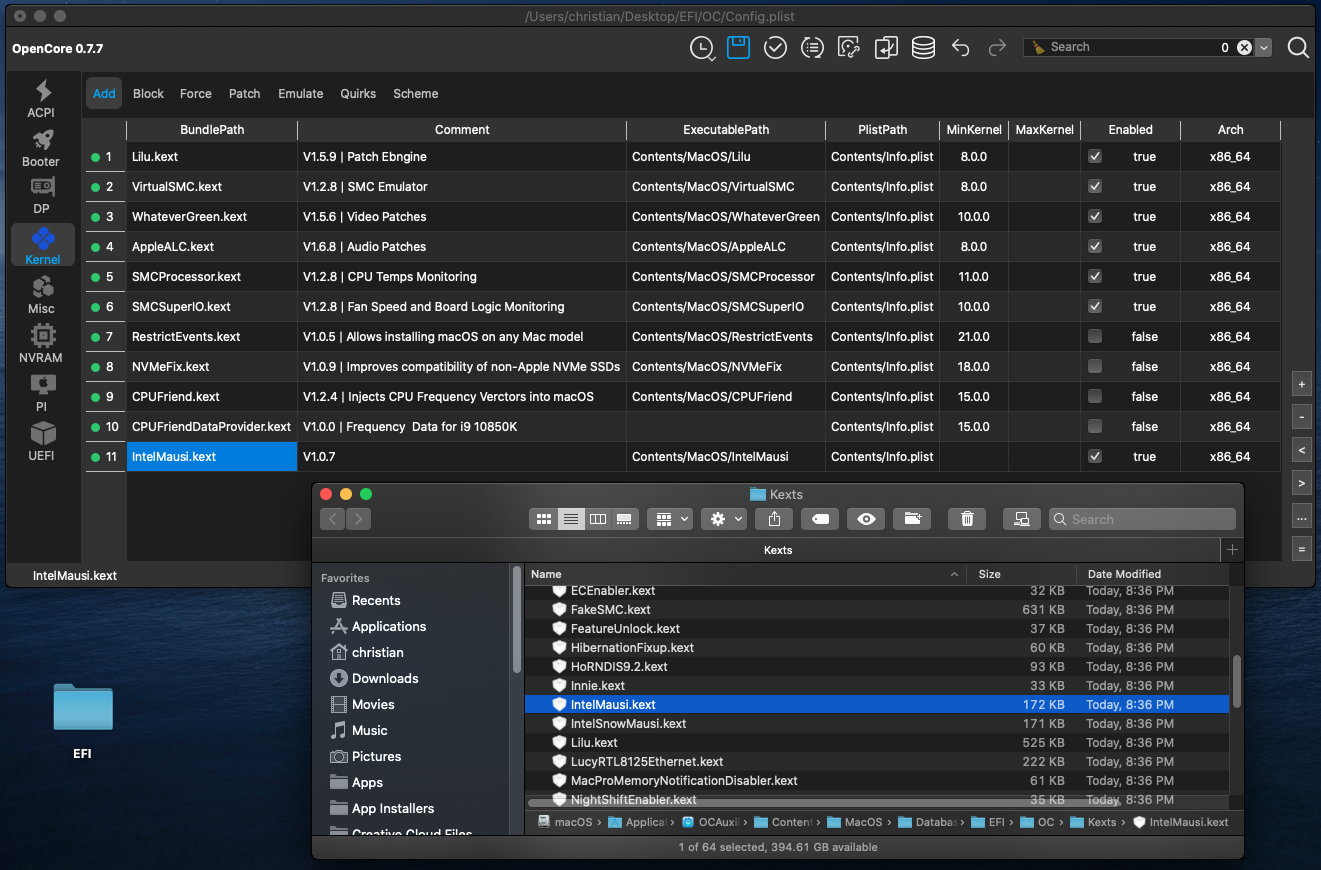 /Users/christian/Desktop/EFI/OC/Config.plist
OpenCore 0.7.7
Search 0
ACPI
Booter
DP
Kernel
Misc
NVRAM
PI
UEFI
Add Block Force Patch Emulate Quirks Scheme
BundlePath Comment ExecutablePath PlistPath MinKernel MaxKernel Enabled Arch
1 Lilu.kext V1.5.9 | Patch Ebngine Contents/MacOS/Lilu Contents/Info.plist 8.0.0 true x86_64
2 VirtualSMC.kext V1.2.8 | SMC Emulator Contents/MacOS/VirtualSMC Contents/Info.plist 8.0.0 true x86_64
3 WhateverGreen.kext V1.5.6 | Video Patches Contents/MacOS/WhateverGreen Contents/Info.plist 10.0.0 true x86_64
4 AppleALC.kext V1.6.8 | Audio Patches Contents/MacOS/AppleALC Contents/Info.plist 8.0.0 true x86_64
5 SMCProcessor.kext V1.2.8 | CPU Temps Monitoring Contents/MacOS/SMCProcessor Contents/Info.plist 11.0.0 true x86_64
6 SMCSuperIO.kext V1.2.8 | Fan Speed and Board Logic Monitoring Contents/MacOS/SMCSuperIO Contents/Info.plist 10.0.0 true x86_64
7 RestrictEvents.kext V1.0.5 | Allows installing macOS on any Mac model Contents/MacOS/RestrictEvents Contents/Info.plist 21.0.0 false x86_64
8 NVMeFix.kext V1.0.9 | Improves compatibility of non-Apple NVMe SSDs Contents/MacOS/NVMeFix Contents/Info.plist 18.0.0 false x86_64
9 CPUFriend.kext V1.2.4 | Injects CPU Frequency Verctors into macOS Contents/MacOS/CPUFriend Contents/Info.plist 15.0.0 false x86_64
10 CPUFriendDataProvider.kext V1.0.0 | Frequency Data for i9 10850K Contents/Info.plist 15.0.0 false x86_64
11 IntelMausi.kext V1.0.7 Contents/MacOS/IntelMausi Contents/Info.plist true x86_64
+
-
<
>
...
=
IntelMausi.kext
EFI
Kexts
Search
Kexts
Favorites
Recents
Applications
christian
Downloads
Movies
Music
Pictures
Apps
App Installers
Creative Cloud Files
Name Size Date Modified
ECEnabler.kext 32 KB Today, 8:36 PM
FakeSMC.kext 631 KB Today, 8:36 PM
FeatureUnlock.kext 37 KB Today, 8:36 PM
HibernationFixup.kext 60 KB Today, 8:36 PM
HoRNDIS9.2.kext 93 KB Today, 8:36 PM
Innie.kext 33 KB Today, 8:36 PM
IntelMausi.kext 172 KB Today, 8:36 PM
IntelSnowMausi.kext 171 KB Today, 8:36 PM
Lilu.kext 525 KB Today, 8:36 PM
LucyRTL8125Ethernet.kext 222 KB Today, 8:36 PM
MacProMemoryNotificationDisabler.kext 61 KB Today, 8:36 PM
NightShiftEnabler.kext 35 KB Today, 8:36 PM
macOS › Applicat › OCAuxil › Content › MacOS › Databa › EFI › OC › Kexts › IntelMausi.kext
1 of 64 selected, 394.61 GB available